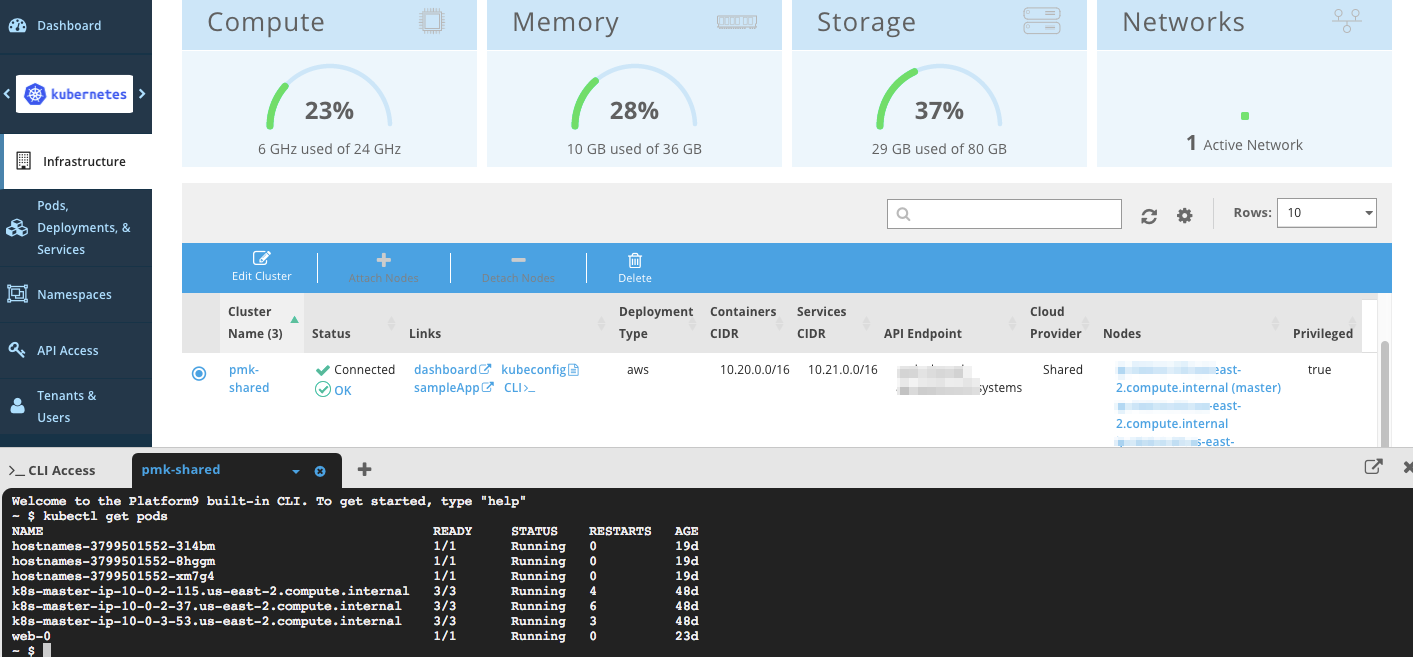 Dashboard
kubernetes
Infrastructure
Pods,
Deployments, &
Services
Namespaces
API Access
Tenants &
Users
Compute
23%
6 GHz used of 24 GHz
Memory
28%
10 GB used of 36 GB
Storage
37%
29 GB used of 80 GB
Networks
1 Active Network
Rows: 10
Edit Cluster
Attach Nodes
Detach Nodes
Delete
Cluster
Name (3)
Status
Links
Deployment
Type
Containers
CIDR
Services
CIDR
API Endpoint
Cloud
Provider
Nodes
Privileged
pmk-
shared
Connected
OK
dashboard kubeconfig
sampleApp CLI>_
aws
10.20.0.0/16
10.21.0.0/16
systems
Shared
east-
2.compute.internal (master)
-east-
2.compute.internal
s-east-
true
>_ CLI Access
pmk-shared
Welcome to the Platform9 built-in CLI. To get started, type "help"
~ $ kubectl get pods
NAME READY STATUS RESTARTS AGE
hostnames-3799501552-3l4bm 1/1 Running 0 19d
hostnames-3799501552-8hggm 1/1 Running 0 19d
hostnames-3799501552-xm7g4 1/1 Running 0 19d
k8s-master-ip-10-0-2-115.us-east-2.compute.internal 3/3 Running 4 48d
k8s-master-ip-10-0-2-37.us-east-2.compute.internal 3/3 Running 6 48d
k8s-master-ip-10-0-3-53.us-east-2.compute.internal 3/3 Running 3 48d
web-0 1/1 Running 0 23d
~ $